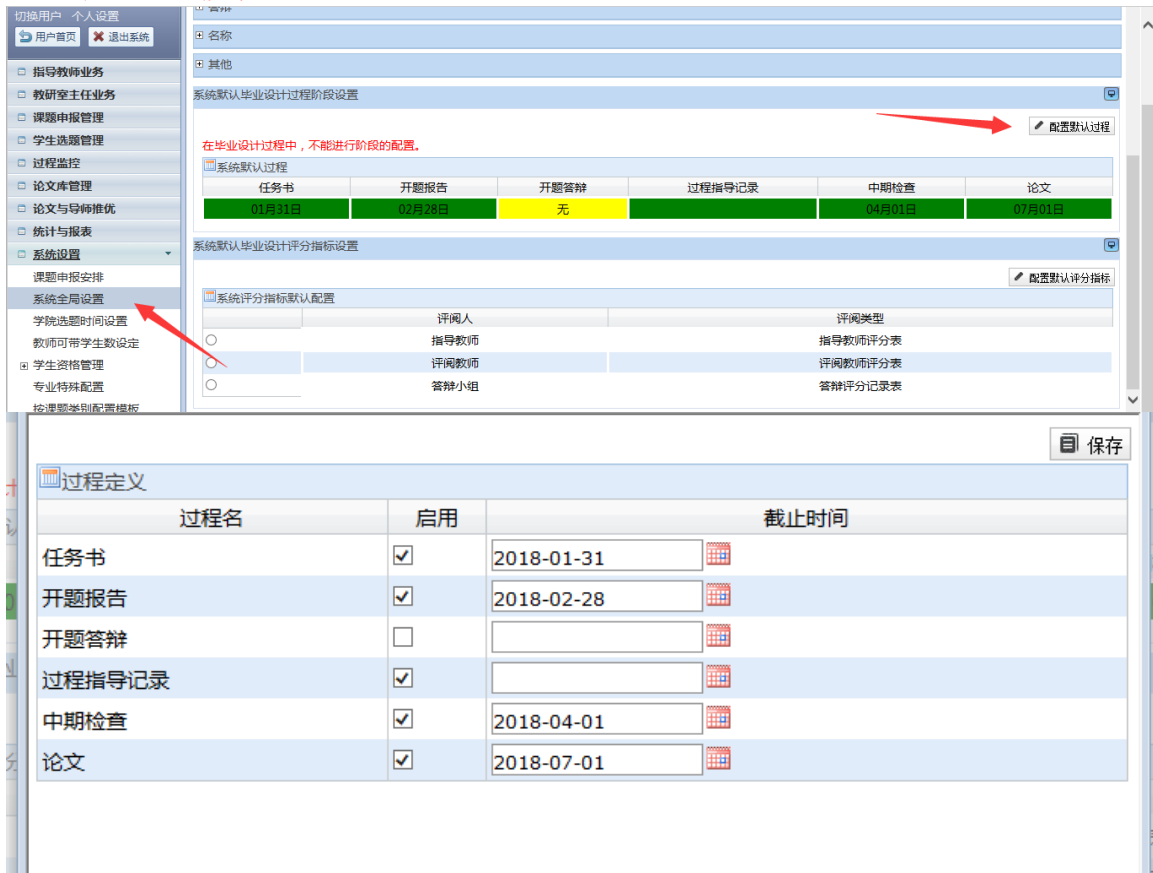 切换用户 个人设置
用户首页 退出系统
指导教师业务
教研室主任业务
课题申报管理
学生选题管理
过程监控
论文库管理
论文与导师推优
统计与报表
系统设置
课题申报安排
系统全局设置
学院选题时间设置
教师可带学生数设定
学生资格管理
专业特殊配置
按课题类别配置模板
答辩
名称
其他
系统默认毕业设计过程阶段设置
配置默认过程
在毕业设计过程中，不能进行阶段的配置。
系统默认过程
任务书 开题报告 开题答辩 过程指导记录 中期检查 论文
01月31日 02月28日 无 04月01日 07月01日
系统默认毕业设计评分指标设置
配置默认评分指标
系统评分指标默认配置
评阅人 评阅类型
指导教师 指导教师评分表
评阅教师 评阅教师评分表
答辩小组 答辩评分记录表
保存
过程定义
过程名 启用 截止时间
任务书 2018-01-31
开题报告 2018-02-28
开题答辩
过程指导记录
中期检查 2018-04-01
论文 2018-07-01